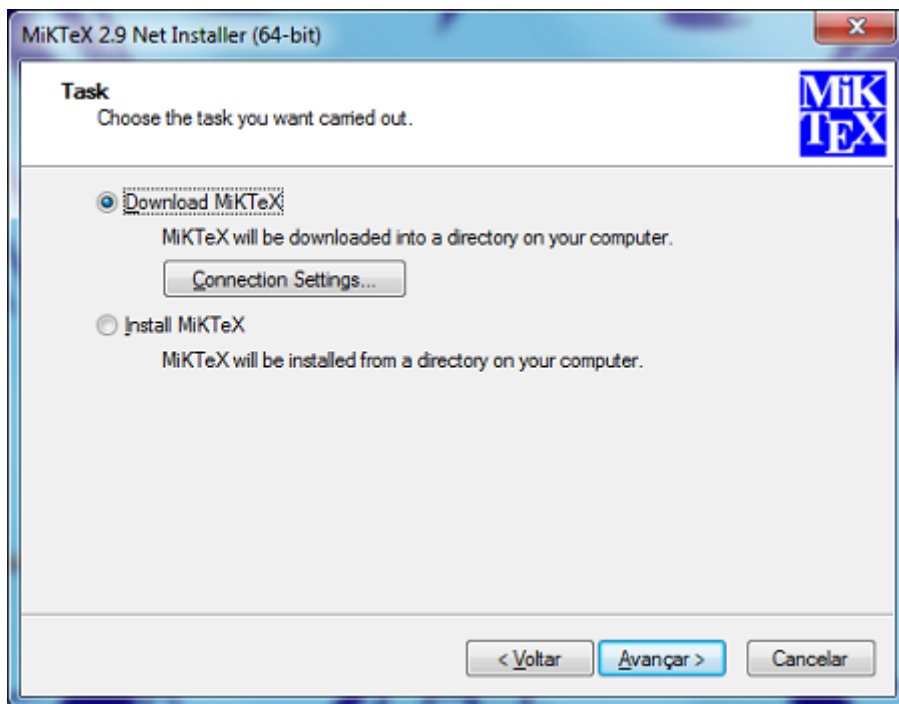 MiKTeX 2.9 Net Installer (64-bit)
Task
Choose the task you want carried out.
MiK
TEX
Download MiKTeX
MiKTeX will be downloaded into a directory on your computer.
Connection Settings...
Install MiKTeX
MiKTeX will be installed from a directory on your computer.
< Voltar
Avançar >
Cancelar